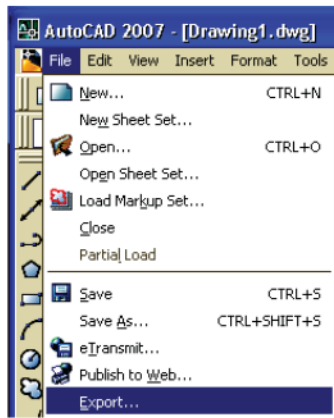 AutoCAD 2007 - [Drawing1.dwg]
File Edit View Insert Format Tools
New... CTRL+N
New Sheet Set...
Open... CTRL+O
Open Sheet Set...
Load Markup Set...
Close
Partial Load
Save CTRL+S
Save As... CTRL+SHIFT+S
eTransmit...
Publish to Web...
Export...